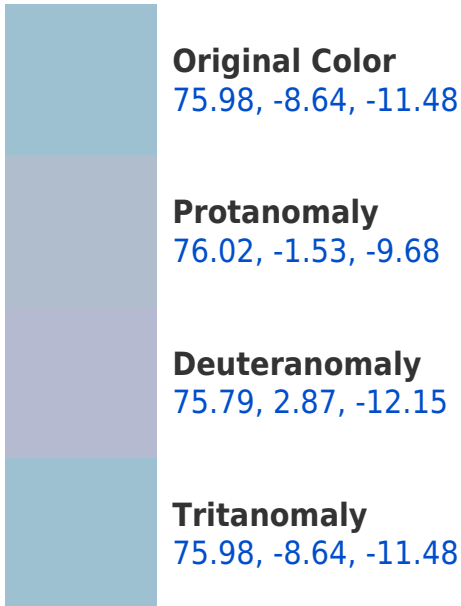 Original Color
75.98, -8.64, -11.48
Protanomaly
76.02, -1.53, -9.68
Deuteranomaly
75.79, 2.87, -12.15
Tritanomaly
75.98, -8.64, -11.48